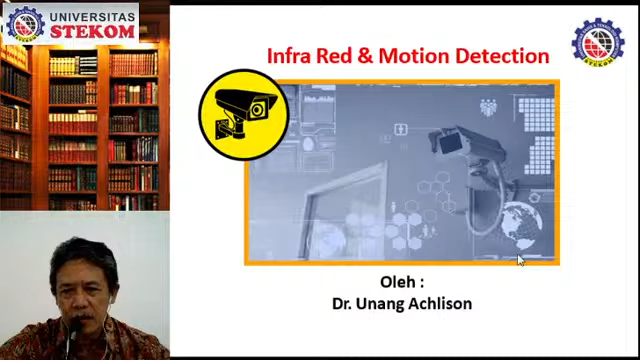 UNIVERSITAS
STEKOM
Infra Red & Motion Detection
Oleh :
Dr. Unang Achlison